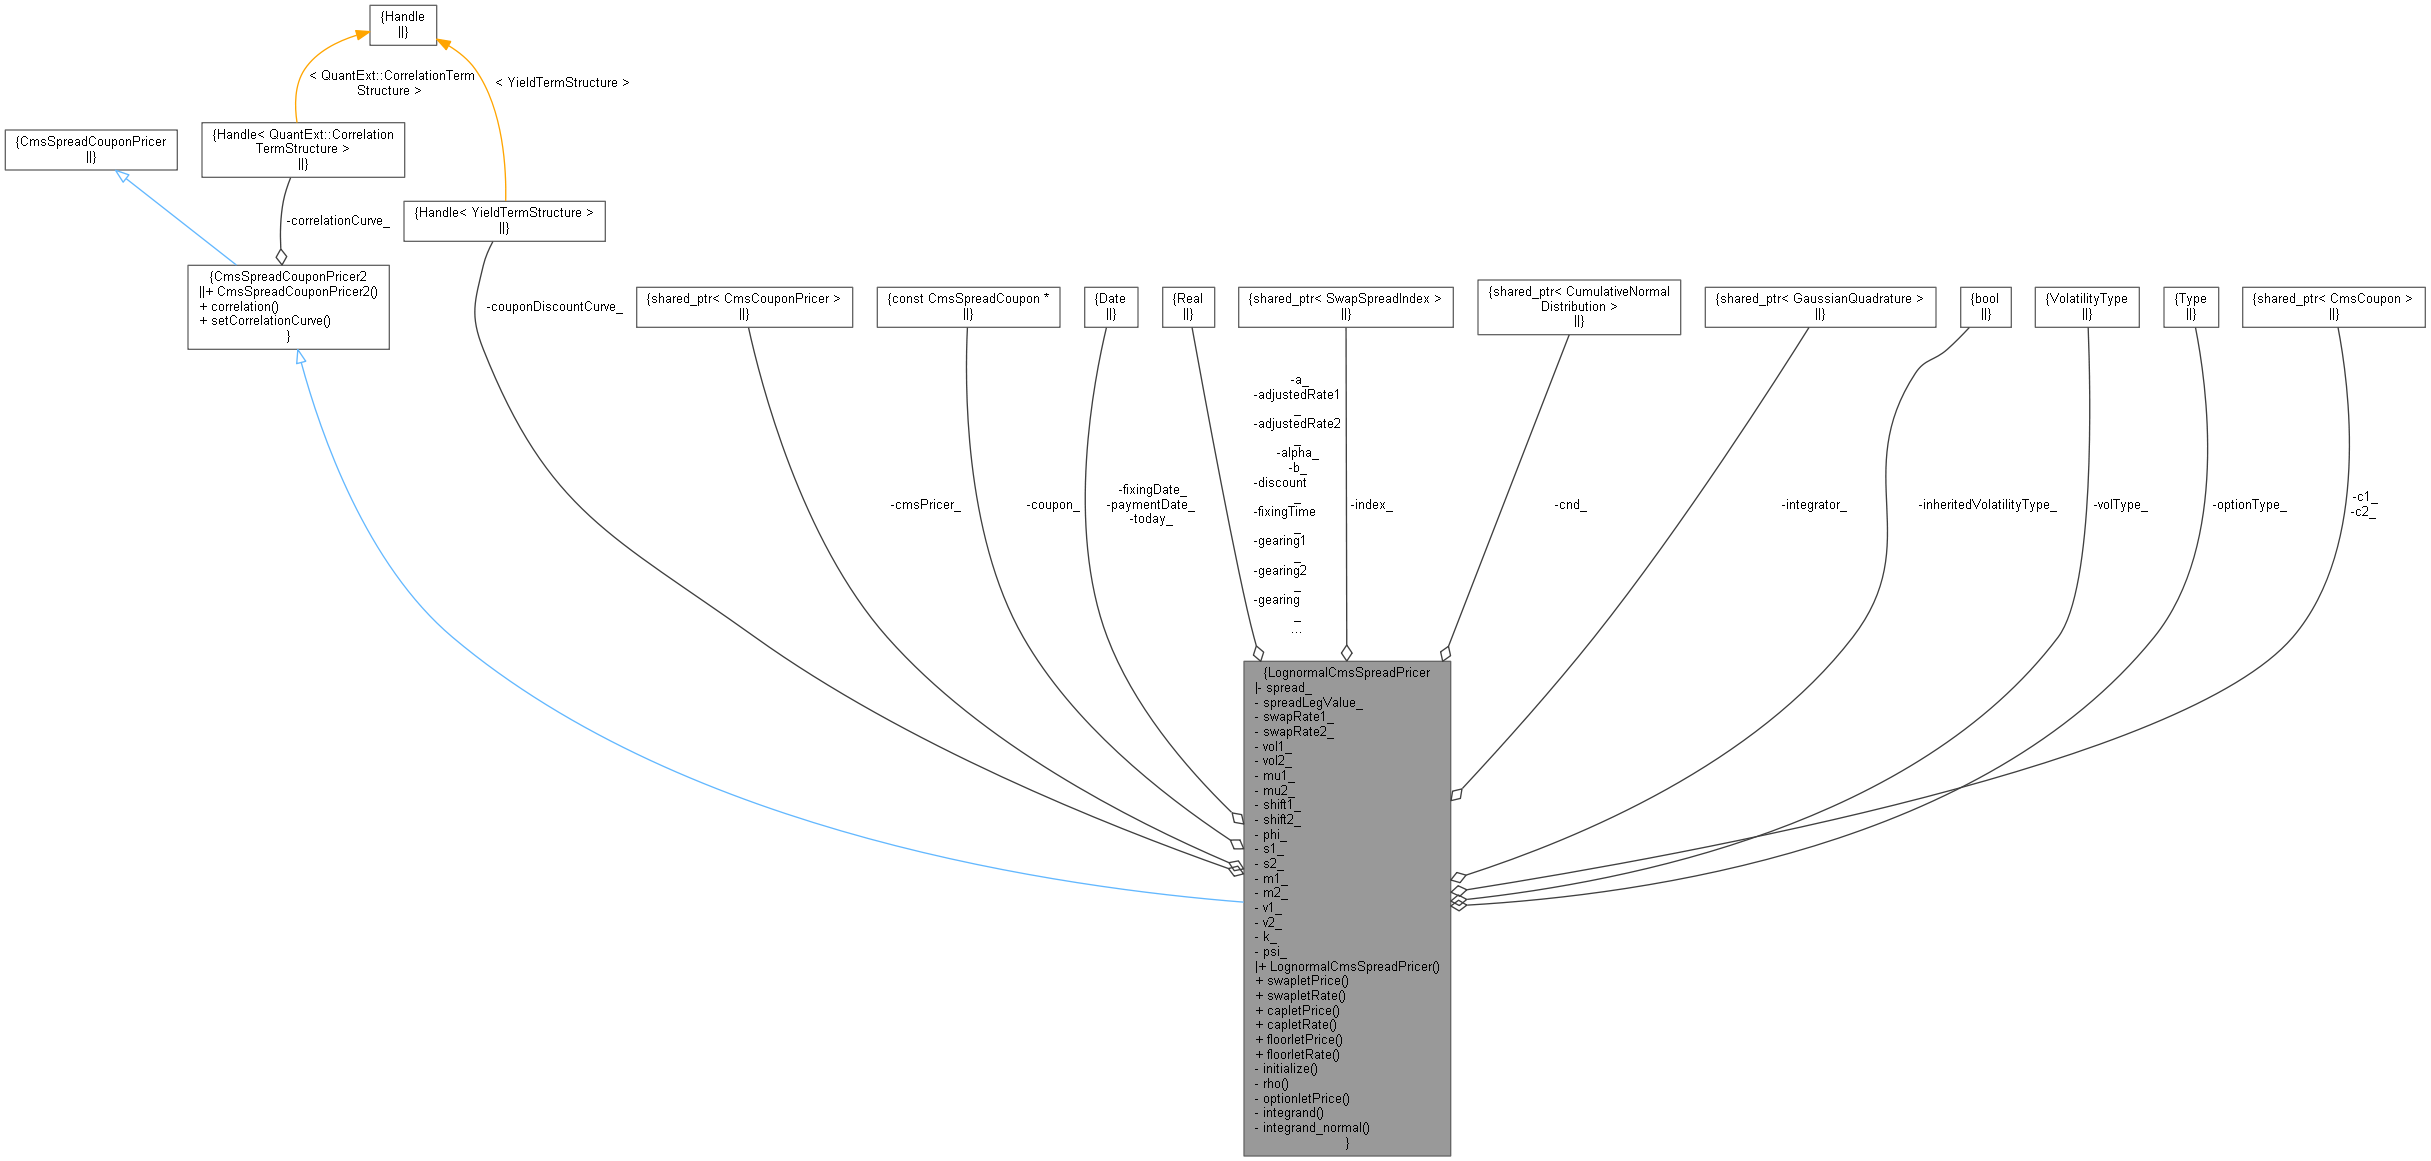 {Handle
||}
< QuantExt::CorrelationTerm
Structure >
< YieldTermStructure >
{CmsSpreadCouponPricer
||}
{Handle< QuantExt::Correlation
TermStructure >
||}
{Handle< YieldTermStructure >
||}
-correlationCurve_
{CmsSpreadCouponPricer2
||+ CmsSpreadCouponPricer2()
+ correlation()
+ setCorrelationCurve()
}
-couponDiscountCurve_
{shared_ptr< CmsCouponPricer >
||}
{const CmsSpreadCoupon *
||}
{Date
||}
{Real
||}
{shared_ptr< SwapSpreadIndex >
||}
{shared_ptr< CumulativeNormal
Distribution >
||}
{shared_ptr< GaussianQuadrature >
||}
{bool
||}
{VolatilityType
||}
{Type
||}
{shared_ptr< CmsCoupon >
||}
-cmsPricer_
-coupon_
-fixingDate_
-paymentDate_
-today_
-a_
-adjustedRate1
_
-adjustedRate2
_
-alpha_
-b_
-discount
_
-fixingTime
_
-gearing1
_
-gearing2
_
-gearing
_
...
-index_
-cnd_
-integrator_
-inheritedVolatilityType_
-volType_
-optionType_
-c1_
-c2_
{LognormalCmsSpreadPricer
|- spread_
- spreadLegValue_
- swapRate1_
- swapRate2_
- vol1_
- vol2_
- mu1_
- mu2_
- shift1_
- shift2_
- phi_
- s1_
- s2_
- m1_
- m2_
- v1_
- v2_
- k_
- psi_
|+ LognormalCmsSpreadPricer()
+ swapletPrice()
+ swapletRate()
+ capletPrice()
+ capletRate()
+ floorletPrice()
+ floorletRate()
- initialize()
- rho()
- optionletPrice()
- integrand()
- integrand_normal()
}